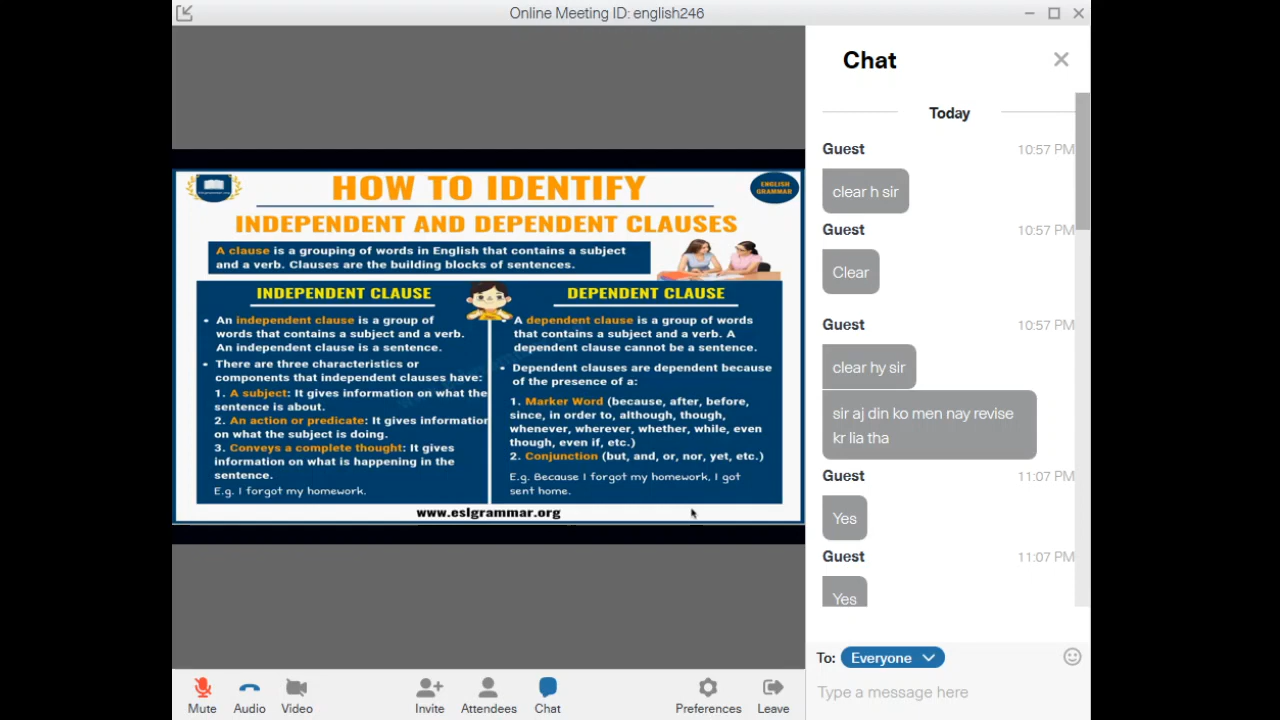 Online Meeting ID: english246
HOW TO IDENTIFY
ENGLISH
GRAMMAR
INDEPENDENT AND DEPENDENT CLAUSES
A clause is a grouping of words in English that contains a subject
and a verb. Clauses are the building blocks of sentences.
INDEPENDENT CLAUSE
• An independent clause is a group of
words that contains a subject and a verb.
An independent clause is a sentence.
• There are three characteristics or
components that independent clauses have:
1. A subject: It gives information on what the
sentence is about.
2. An action or predicate: It gives information
on what the subject is doing.
3. Conveys a complete thought: It gives
information on what is happening in the
sentence.
E.g. I forgot my homework.
DEPENDENT CLAUSE
• A dependent clause is a group of words
that contains a subject and a verb. A
dependent clause cannot be a sentence.
• Dependent clauses are dependent because
of the presence of a:
1. Marker Word (because, after, before,
since, in order to, although, though,
whenever, wherever, whether, while, even
though, even if, etc.)
2. Conjunction (but, and, or, nor, yet, etc.)
E.g. Because I forgot my homework, I got
sent home.
www.eslgrammar.org
Chat
Today
Guest 10:57 PM
clear h sir
Guest 10:57 PM
Clear
Guest 10:57 PM
clear hy sir
sir aj din ko men nay revise
kr lia tha
Guest 11:07 PM
Yes
Guest 11:07 PM
Yes
To: Everyone
Type a message here
Mute Audio Video Invite Attendees Chat Preferences Leave